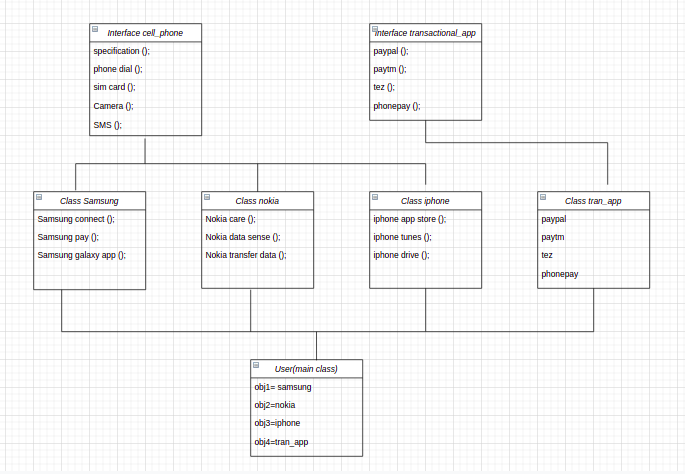 Interface cell_phone
specification ();
phone dial ();
sim card ();
Camera ();
SMS ();
Interface transactional_app
paypal ();
paytm ();
tez ();
phonepay ();
Class Samsung
Samsung connect ();
Samsung pay ();
Samsung galaxy app ();
Class nokia
Nokia care ();
Nokia data sense ();
Nokia transfer data ();
Class iphone
iphone app store ();
iphone tunes ();
iphone drive ();
Class tran_app
paypal
paytm
tez
phonepay
User(main class)
obj1= samsung
obj2=nokia
obj3=iphone
obj4=tran_app